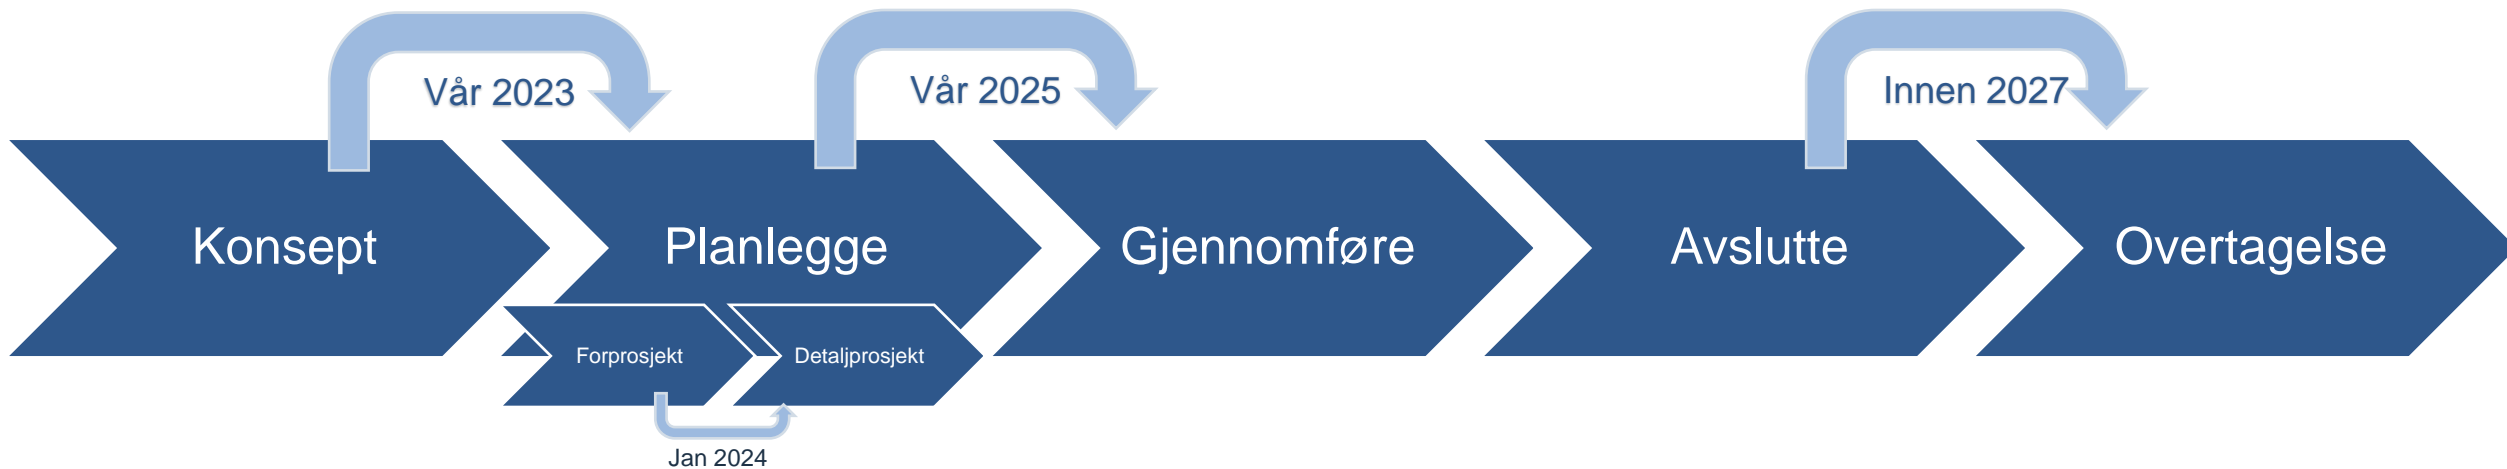 Vår 2023
Vår 2025
Innen 2027
Konsept
Planlegge
Gjennomføre
Avslutte
Overtagelse
Forprosjekt
Detaljprosjekt
Jan 2024